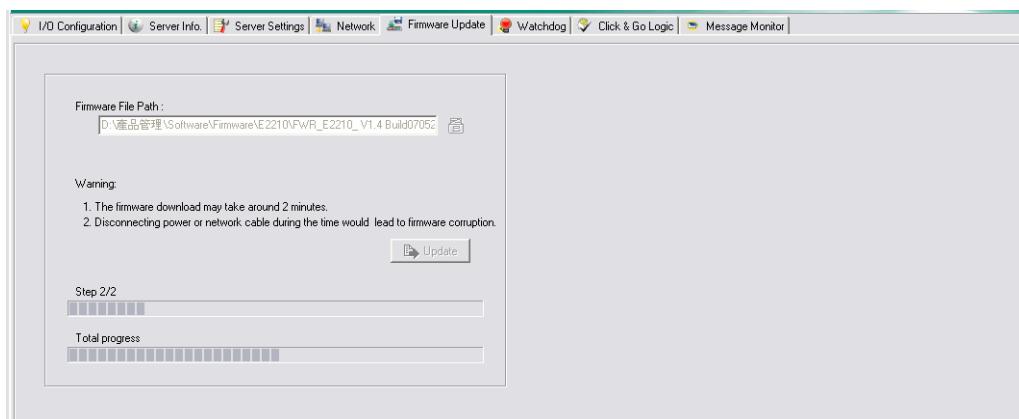 I/O Configuration Server Info. Server Settings Network Firmware Update Watchdog Click & Go Logic Message Monitor
Firmware File Path :
D:\產品管理\Software\Firmware\E2210\FWR_E2210_ V1.4 Build07052
Warning:
1. The firmware download may take around 2 minutes.
2. Disconnecting power or network cable during the time would lead to firmware corruption.
Update
Step 2/2
Total progress